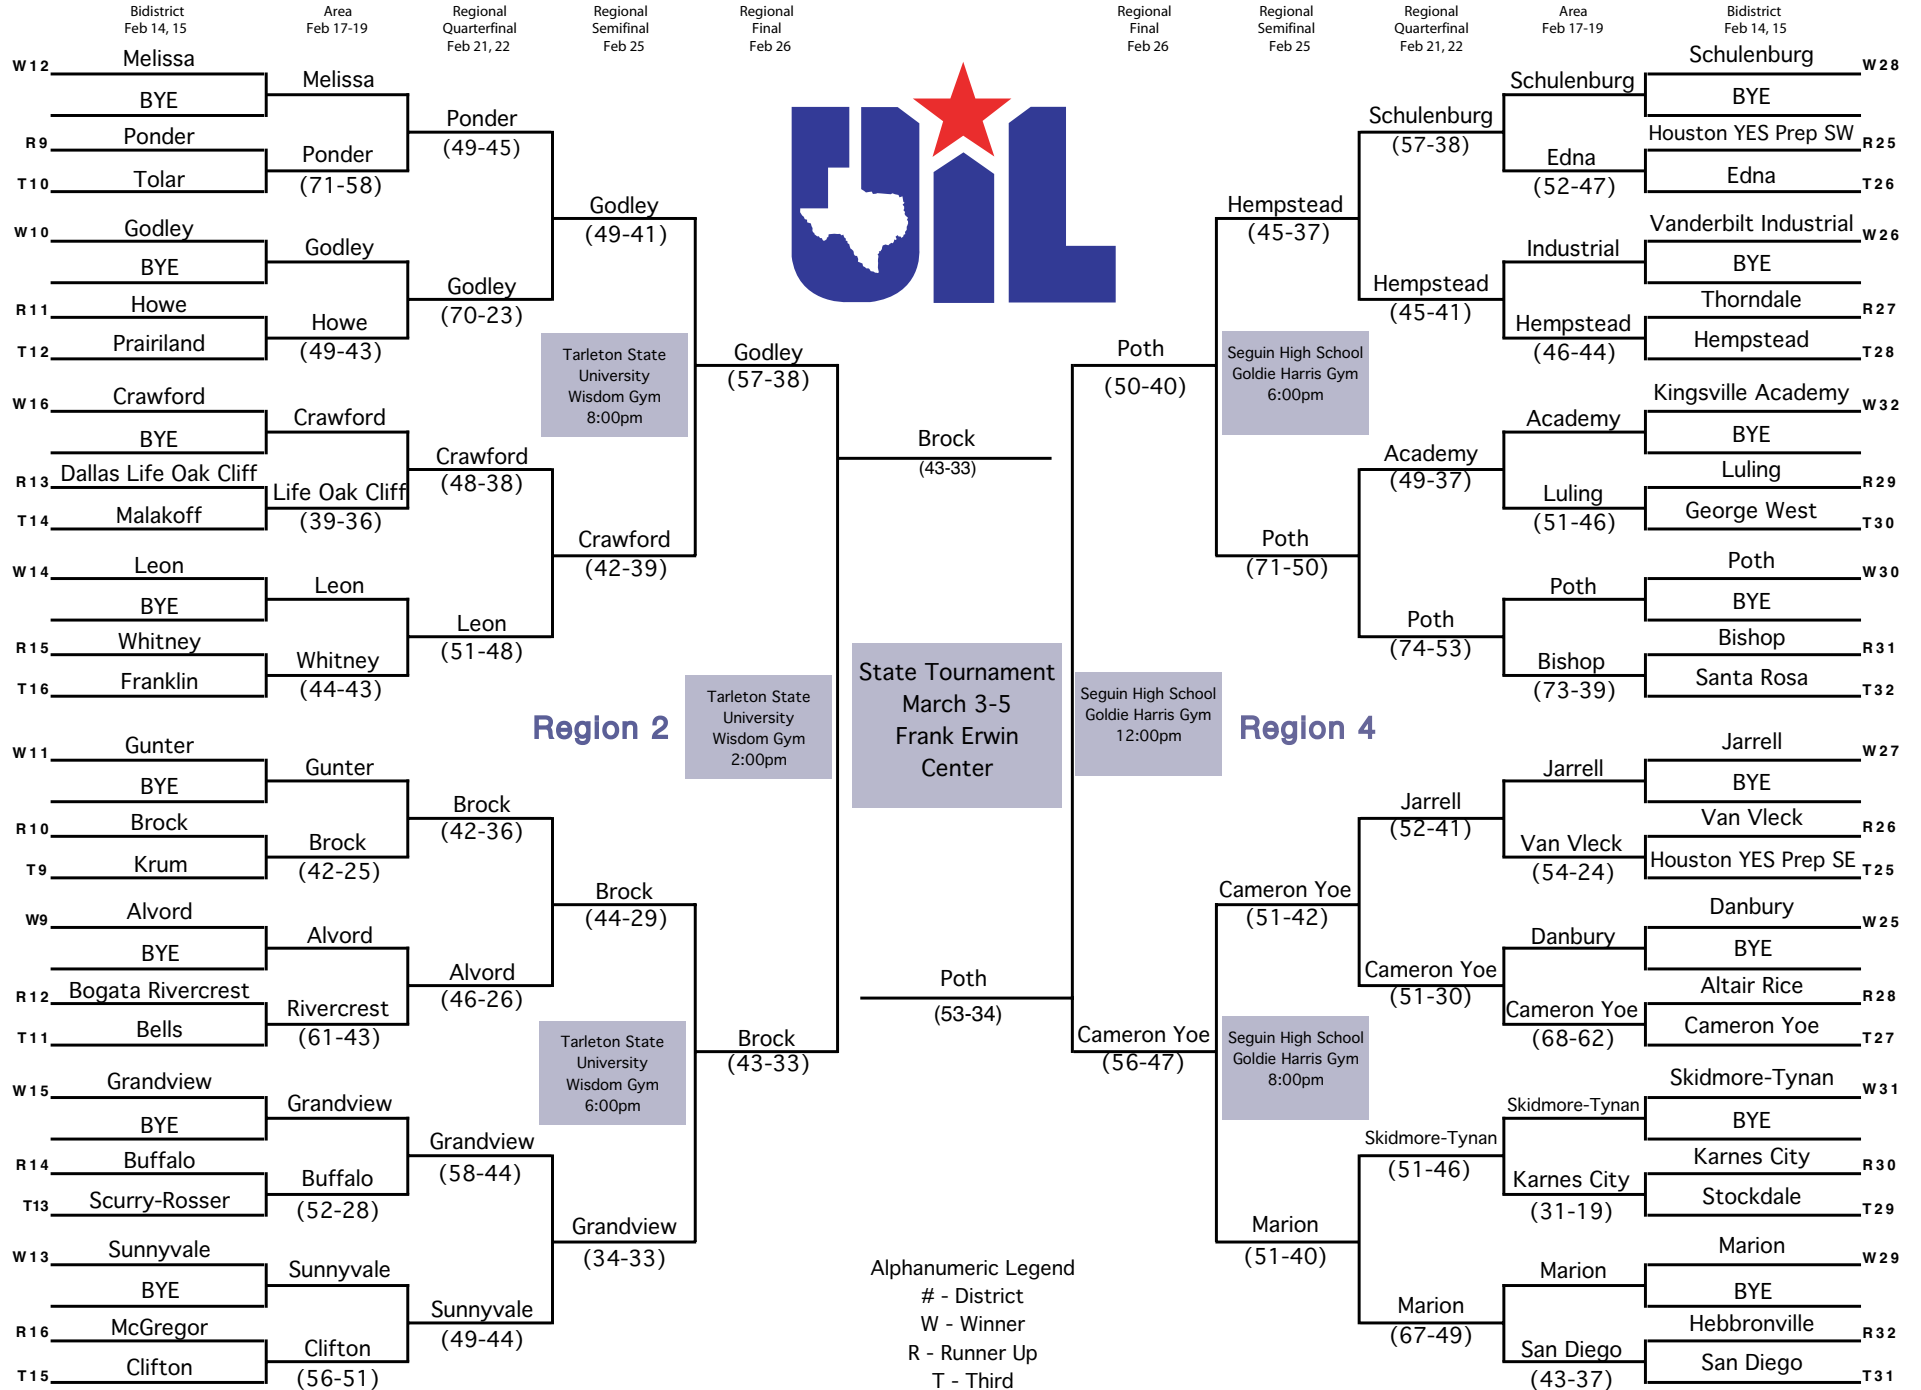 Bidistrict
Feb 14, 15
Area
Feb 17-19
Regional
Quarterfinal
Feb 21, 22
Regional
Semifinal
Feb 25
Regional
Final
Feb 26
Regional
Final
Feb 26
Regional
Semifinal
Feb 25
Regional
Quarterfinal
Feb 21, 22
Area
Feb 17-19
Bidistrict
Feb 14, 15
W12
Melissa
BYE
R9
Ponder
T10
Tolar
W10
Godley
BYE
R11
Howe
T12
Prairiland
W16
Crawford
BYE
R13
Dallas Life Oak Cliff
T14
Malakoff
W14
Leon
BYE
R15
Whitney
T16
Franklin
W11
Gunter
BYE
R10
Brock
T9
Krum
W9
Alvord
BYE
R12
Bogata Rivercrest
T11
Bells
W15
Grandview
BYE
R14
Buffalo
T13
Scurry-Rosser
W13
Sunnyvale
BYE
R16
McGregor
T15
Clifton
Melissa
Ponder
(71-58)
Godley
Howe
(49-43)
Crawford
Life Oak Cliff
(39-36)
Leon
Whitney
(44-43)
Gunter
Brock
(42-25)
Alvord
Rivercrest
(61-43)
Grandview
Buffalo
(52-28)
Sunnyvale
Clifton
(56-51)
Ponder
(49-45)
Godley
(70-23)
Crawford
(48-38)
Leon
(51-48)
Brock
(42-36)
Alvord
(46-26)
Grandview
(58-44)
Sunnyvale
(49-44)
Godley
(49-41)
Tarleton State
University
Wisdom Gym
8:00pm
Crawford
(42-39)
Region 2
Brock
(44-29)
Tarleton State
University
Wisdom Gym
6:00pm
Grandview
(34-33)
Godley
(57-38)
Tarleton State
University
Wisdom Gym
2:00pm
Brock
(43-33)
UIL
Brock
(43-33)
State Tournament
March 3-5
Frank Erwin
Center
Poth
(53-34)
Alphanumeric Legend
# - District
W - Winner
R - Runner Up
T - Third
Poth
(50-40)
Seguin High School
Goldie Harris Gym
12:00pm
Cameron Yoe
(56-47)
Hempstead
(45-37)
Seguin High School
Goldie Harris Gym
6:00pm
Poth
(71-50)
Region 4
Cameron Yoe
(51-42)
Seguin High School
Goldie Harris Gym
8:00pm
Marion
(51-40)
Schulenburg
(57-38)
Hempstead
(45-41)
Academy
(49-37)
Poth
(74-53)
Jarrell
(52-41)
Cameron Yoe
(51-30)
Skidmore-Tynan
(51-46)
Marion
(67-49)
Schulenburg
Edna
(52-47)
Industrial
Hempstead
(46-44)
Academy
Luling
(51-46)
Poth
Bishop
(73-39)
Jarrell
Van Vleck
(54-24)
Danbury
Cameron Yoe
(68-62)
Skidmore-Tynan
Karnes City
(31-19)
Marion
San Diego
(43-37)
Schulenburg
W28
BYE
Houston YES Prep SW
R25
Edna
T26
Vanderbilt Industrial
W26
BYE
Thorndale
R27
Hempstead
T28
Kingsville Academy
W32
BYE
Luling
R29
George West
T30
Poth
W30
BYE
Bishop
R31
Santa Rosa
T32
Jarrell
W27
BYE
Van Vleck
R26
Houston YES Prep SE
T25
Danbury
W25
BYE
Altair Rice
R28
Cameron Yoe
T27
Skidmore-Tynan
W31
BYE
Karnes City
R30
Stockdale
T29
Marion
W29
BYE
Hebbronville
R32
San Diego
T31